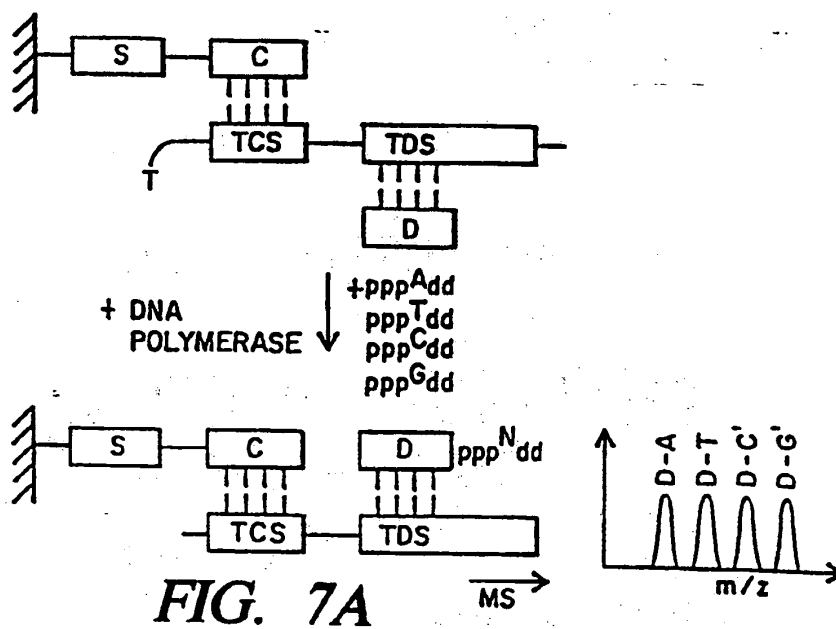 S C
TCS TDS
T
D
+ DNA
POLYMERASE
+pppAdd
pppTdd
pppCdd
pppGdd
S C D pppNdd
TCS TDS
D-A D-T D-C' D-G'
m/z
MS
FIG. 7A